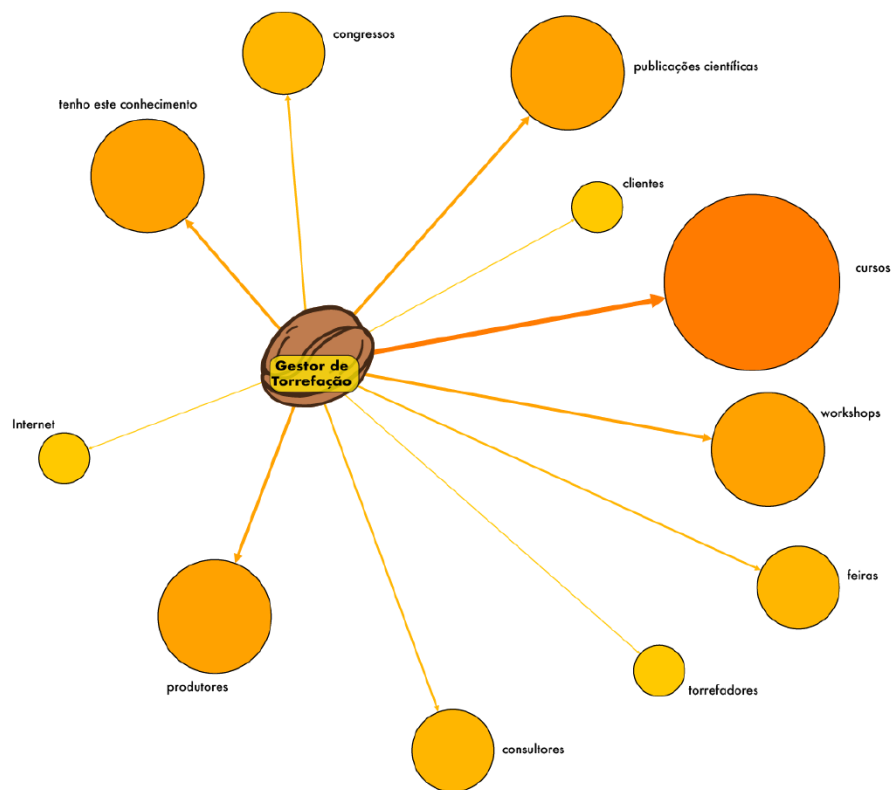 congressos
publicações científicas
tenho este conhecimento
clientes
cursos
Gestor de
Torrefação
workshops
Internet
feiras
produtores
torrefadores
consultores